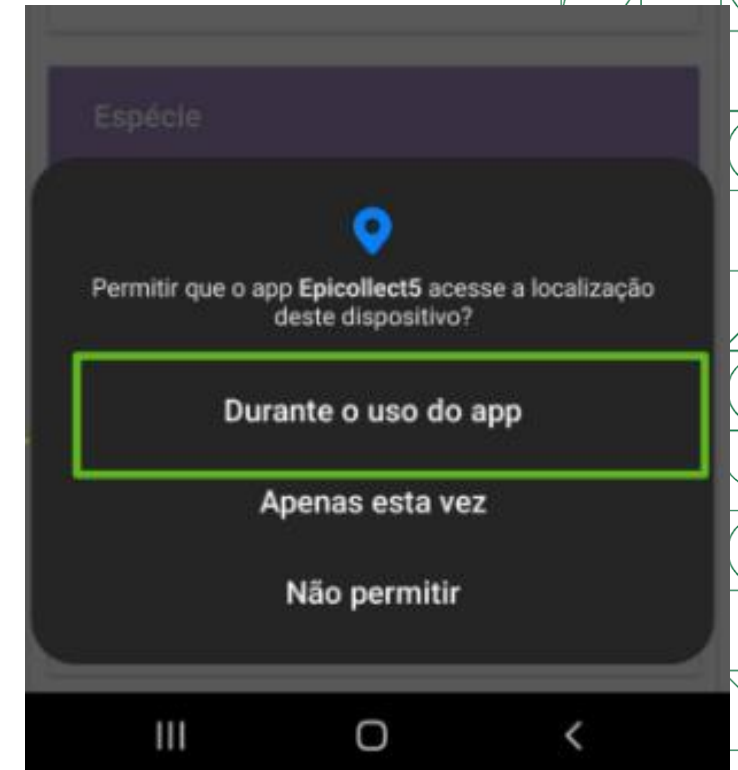 Espécie
Permitir que o app Epicollect5 acesse a localização
deste dispositivo?
Durante o uso do app
Apenas esta vez
Não permitir